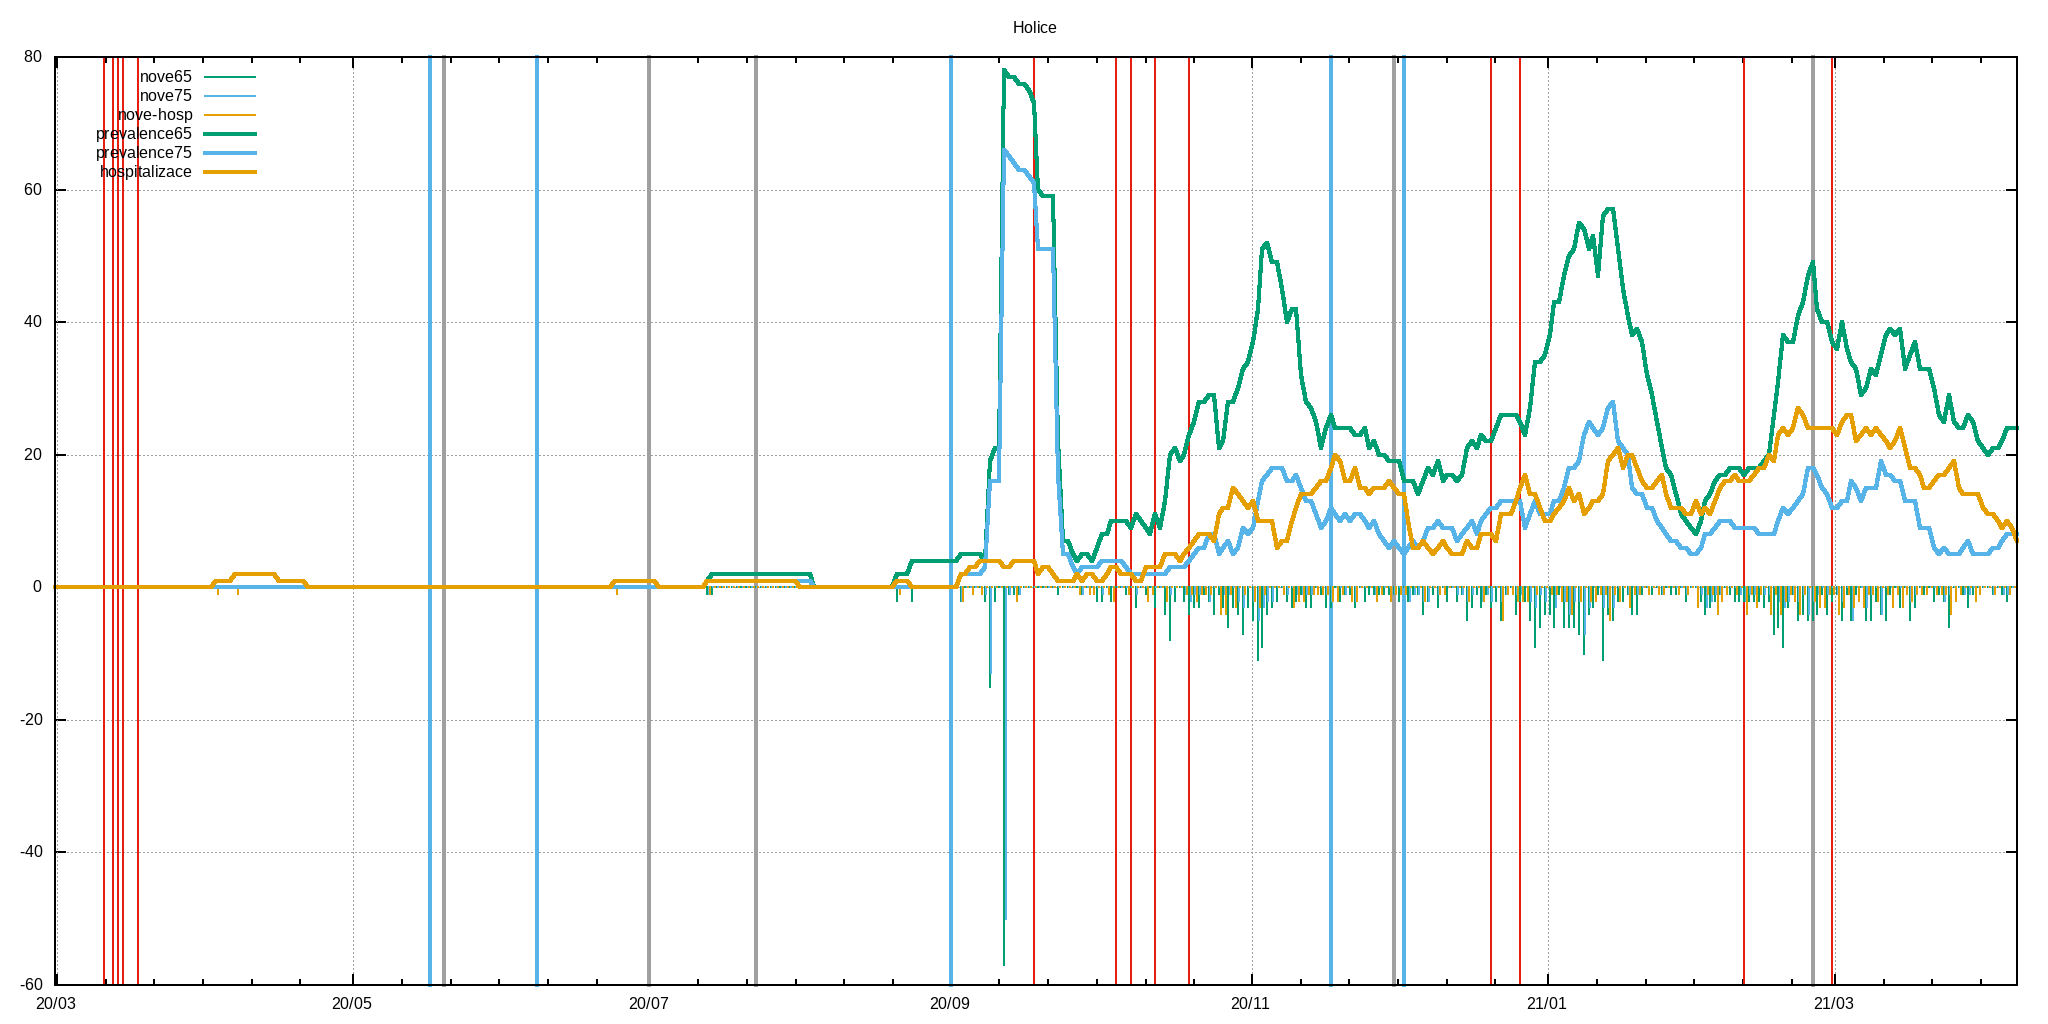 Holice
80
nove65
nove75
nove-hosp
prevalence65
prevalence75
hospitalizace
60
40
20
0
-20
-40
-60
20/03 20/05 20/07 20/09 20/11 21/01 21/03